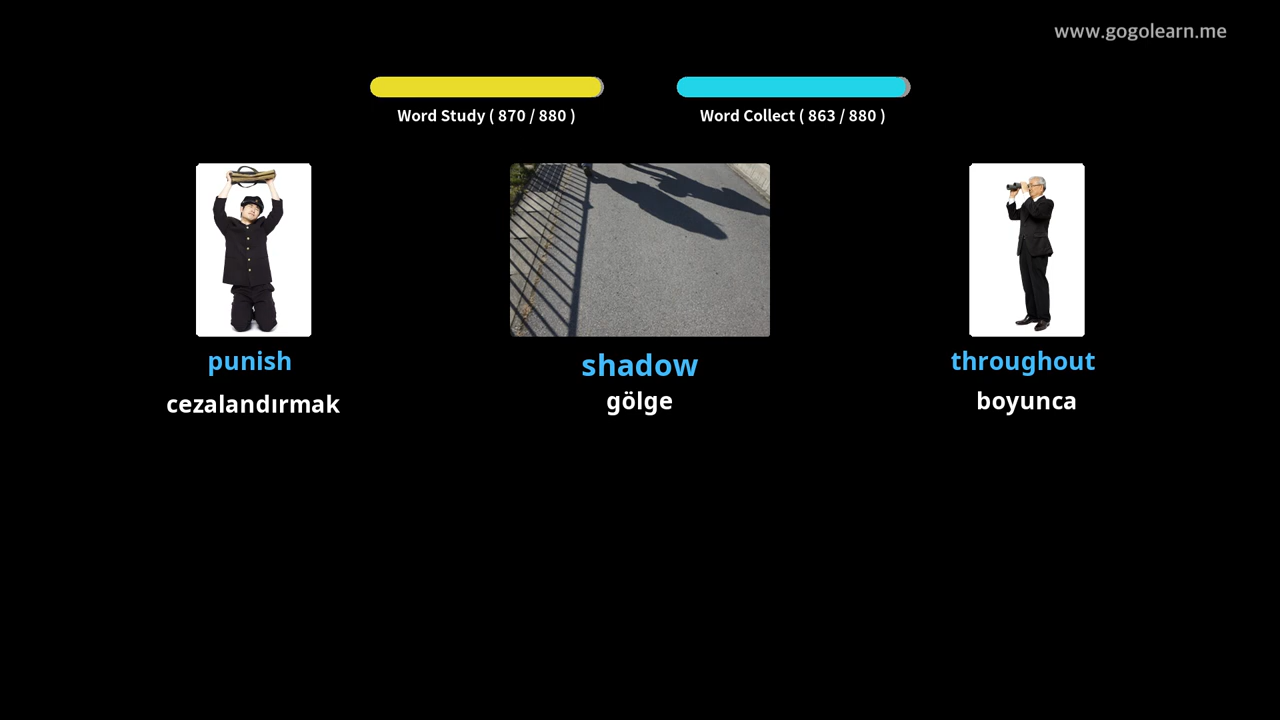 www.gogolearn.me
Word Study ( 870 / 880 )
Word Collect ( 863 / 880 )
punish
cezalandırmak
shadow
gölge
throughout
boyunca